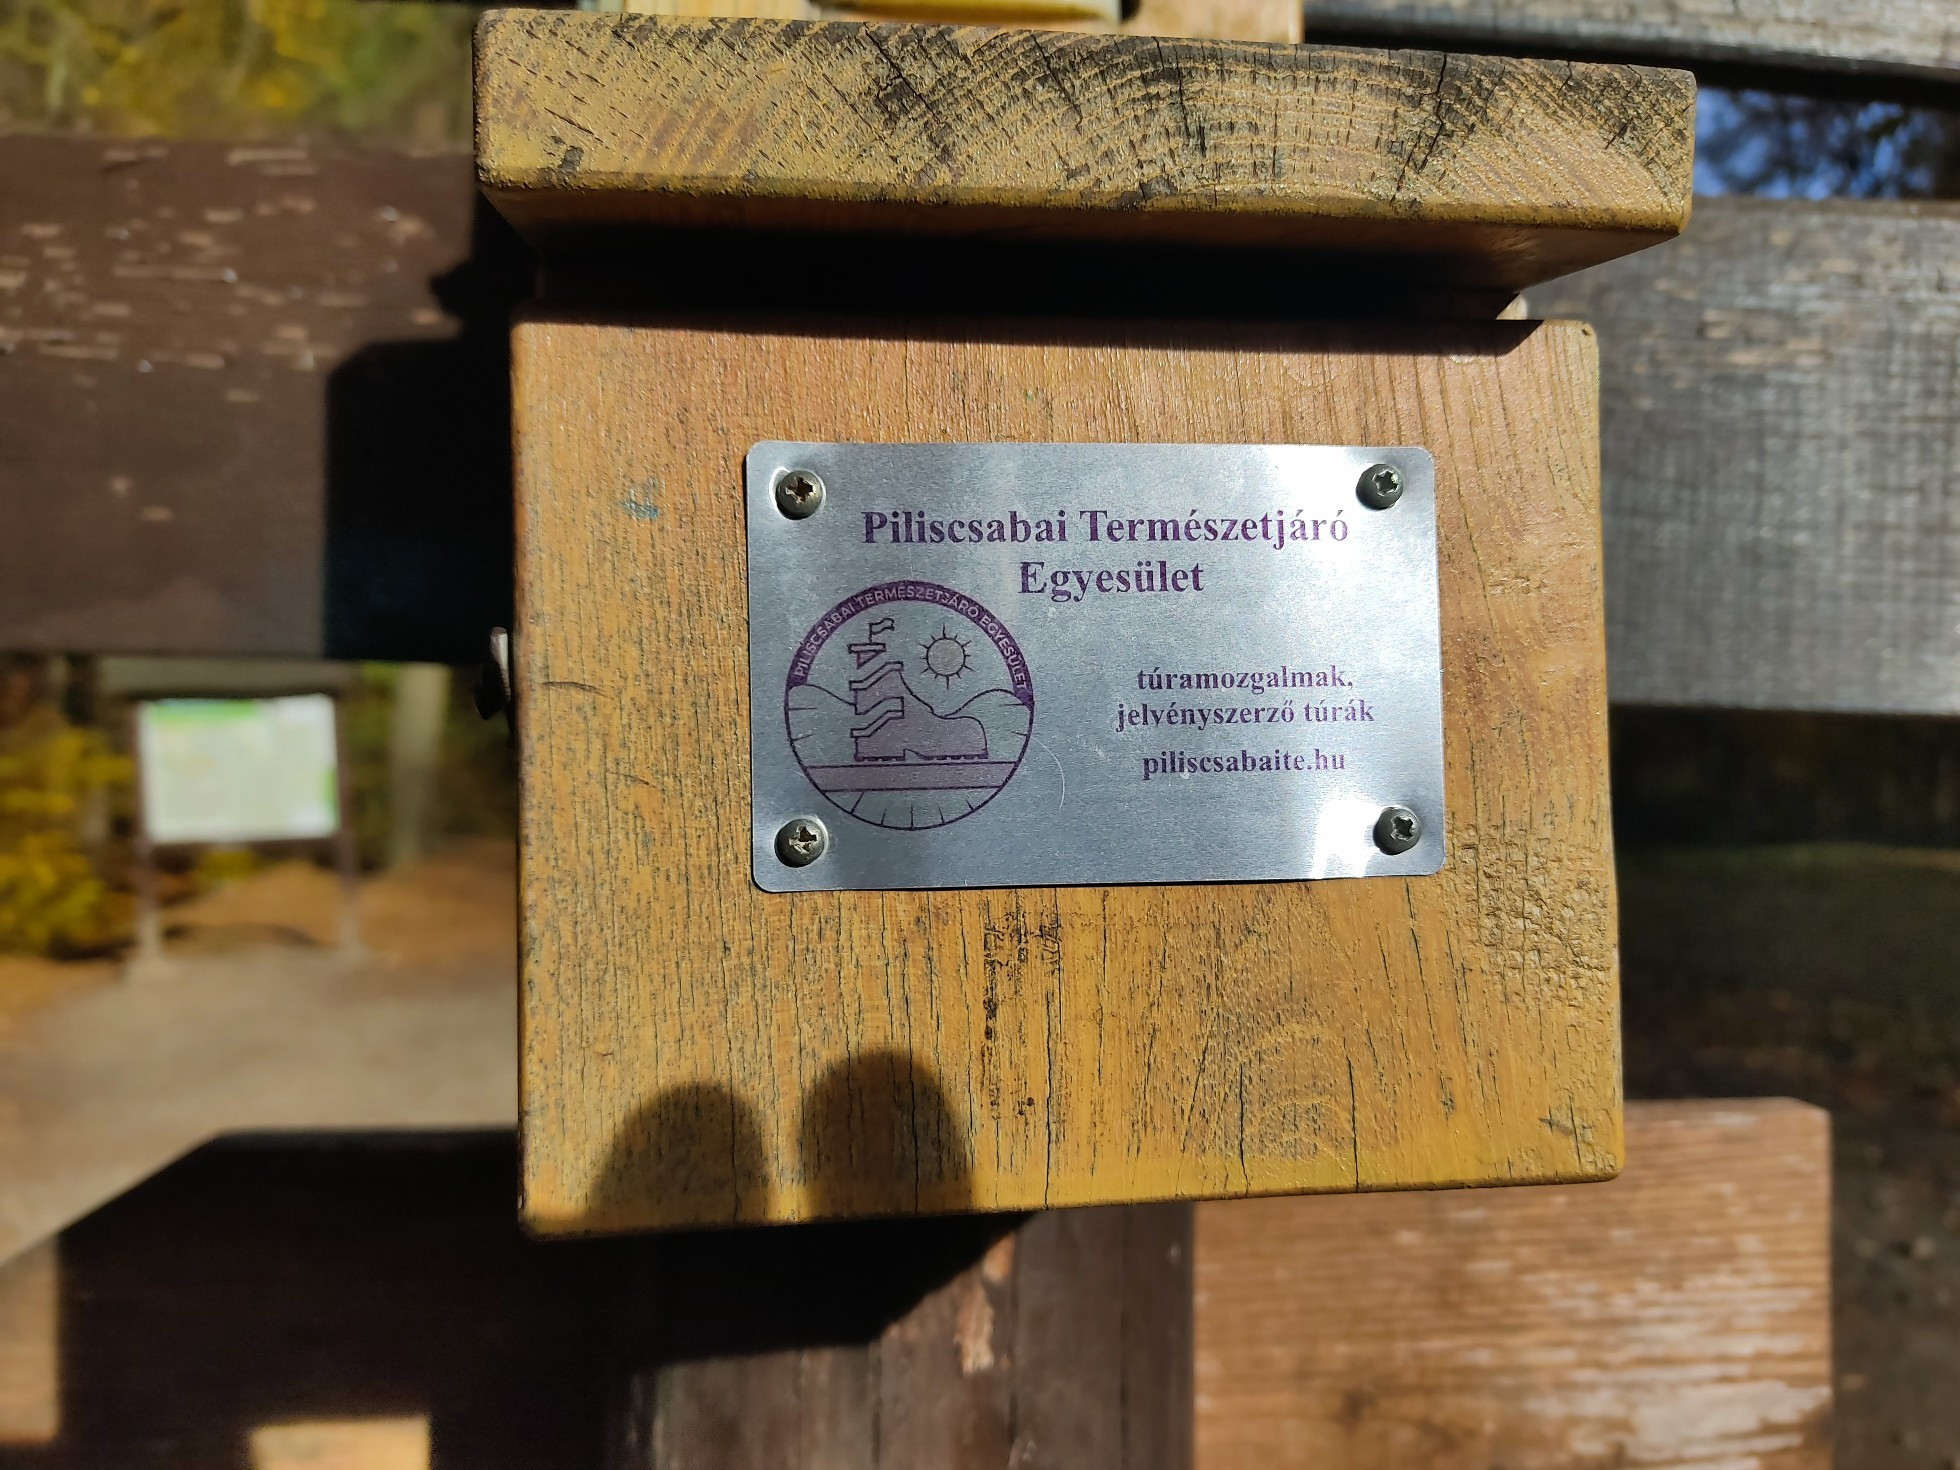 Piliscsabai Természetjáró
Egyesület
PILISCSABAI TERMÉSZETJÁRÓ EGYESÜLET
túramozgalmak,
jelvényszerző túrák
piliscsabaite.hu